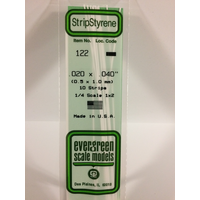 StripStyrene
Item No. Loc. Code
122
.020 x .040"
(0.5 x 1.0 mm)
10 Strips
1/4 Scale 1x2
Made in U.S.A.
evergreen
scale models
Des Plaines, IL 60018